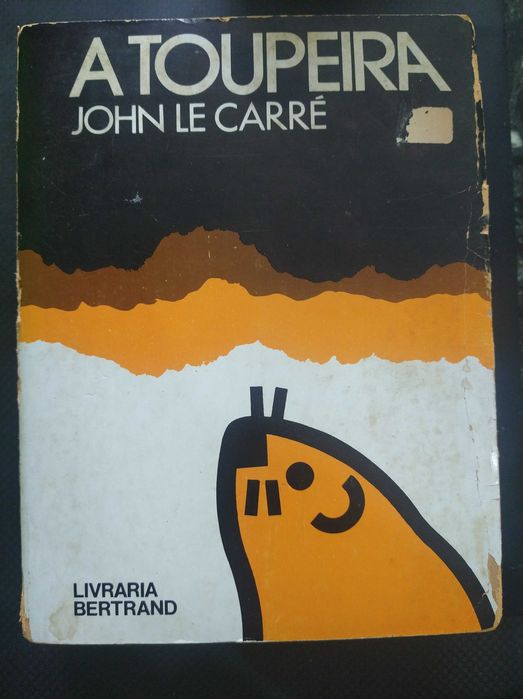 A TOUPEIRA
JOHN LE CARRÉ
LIVRARIA
BERTRAND